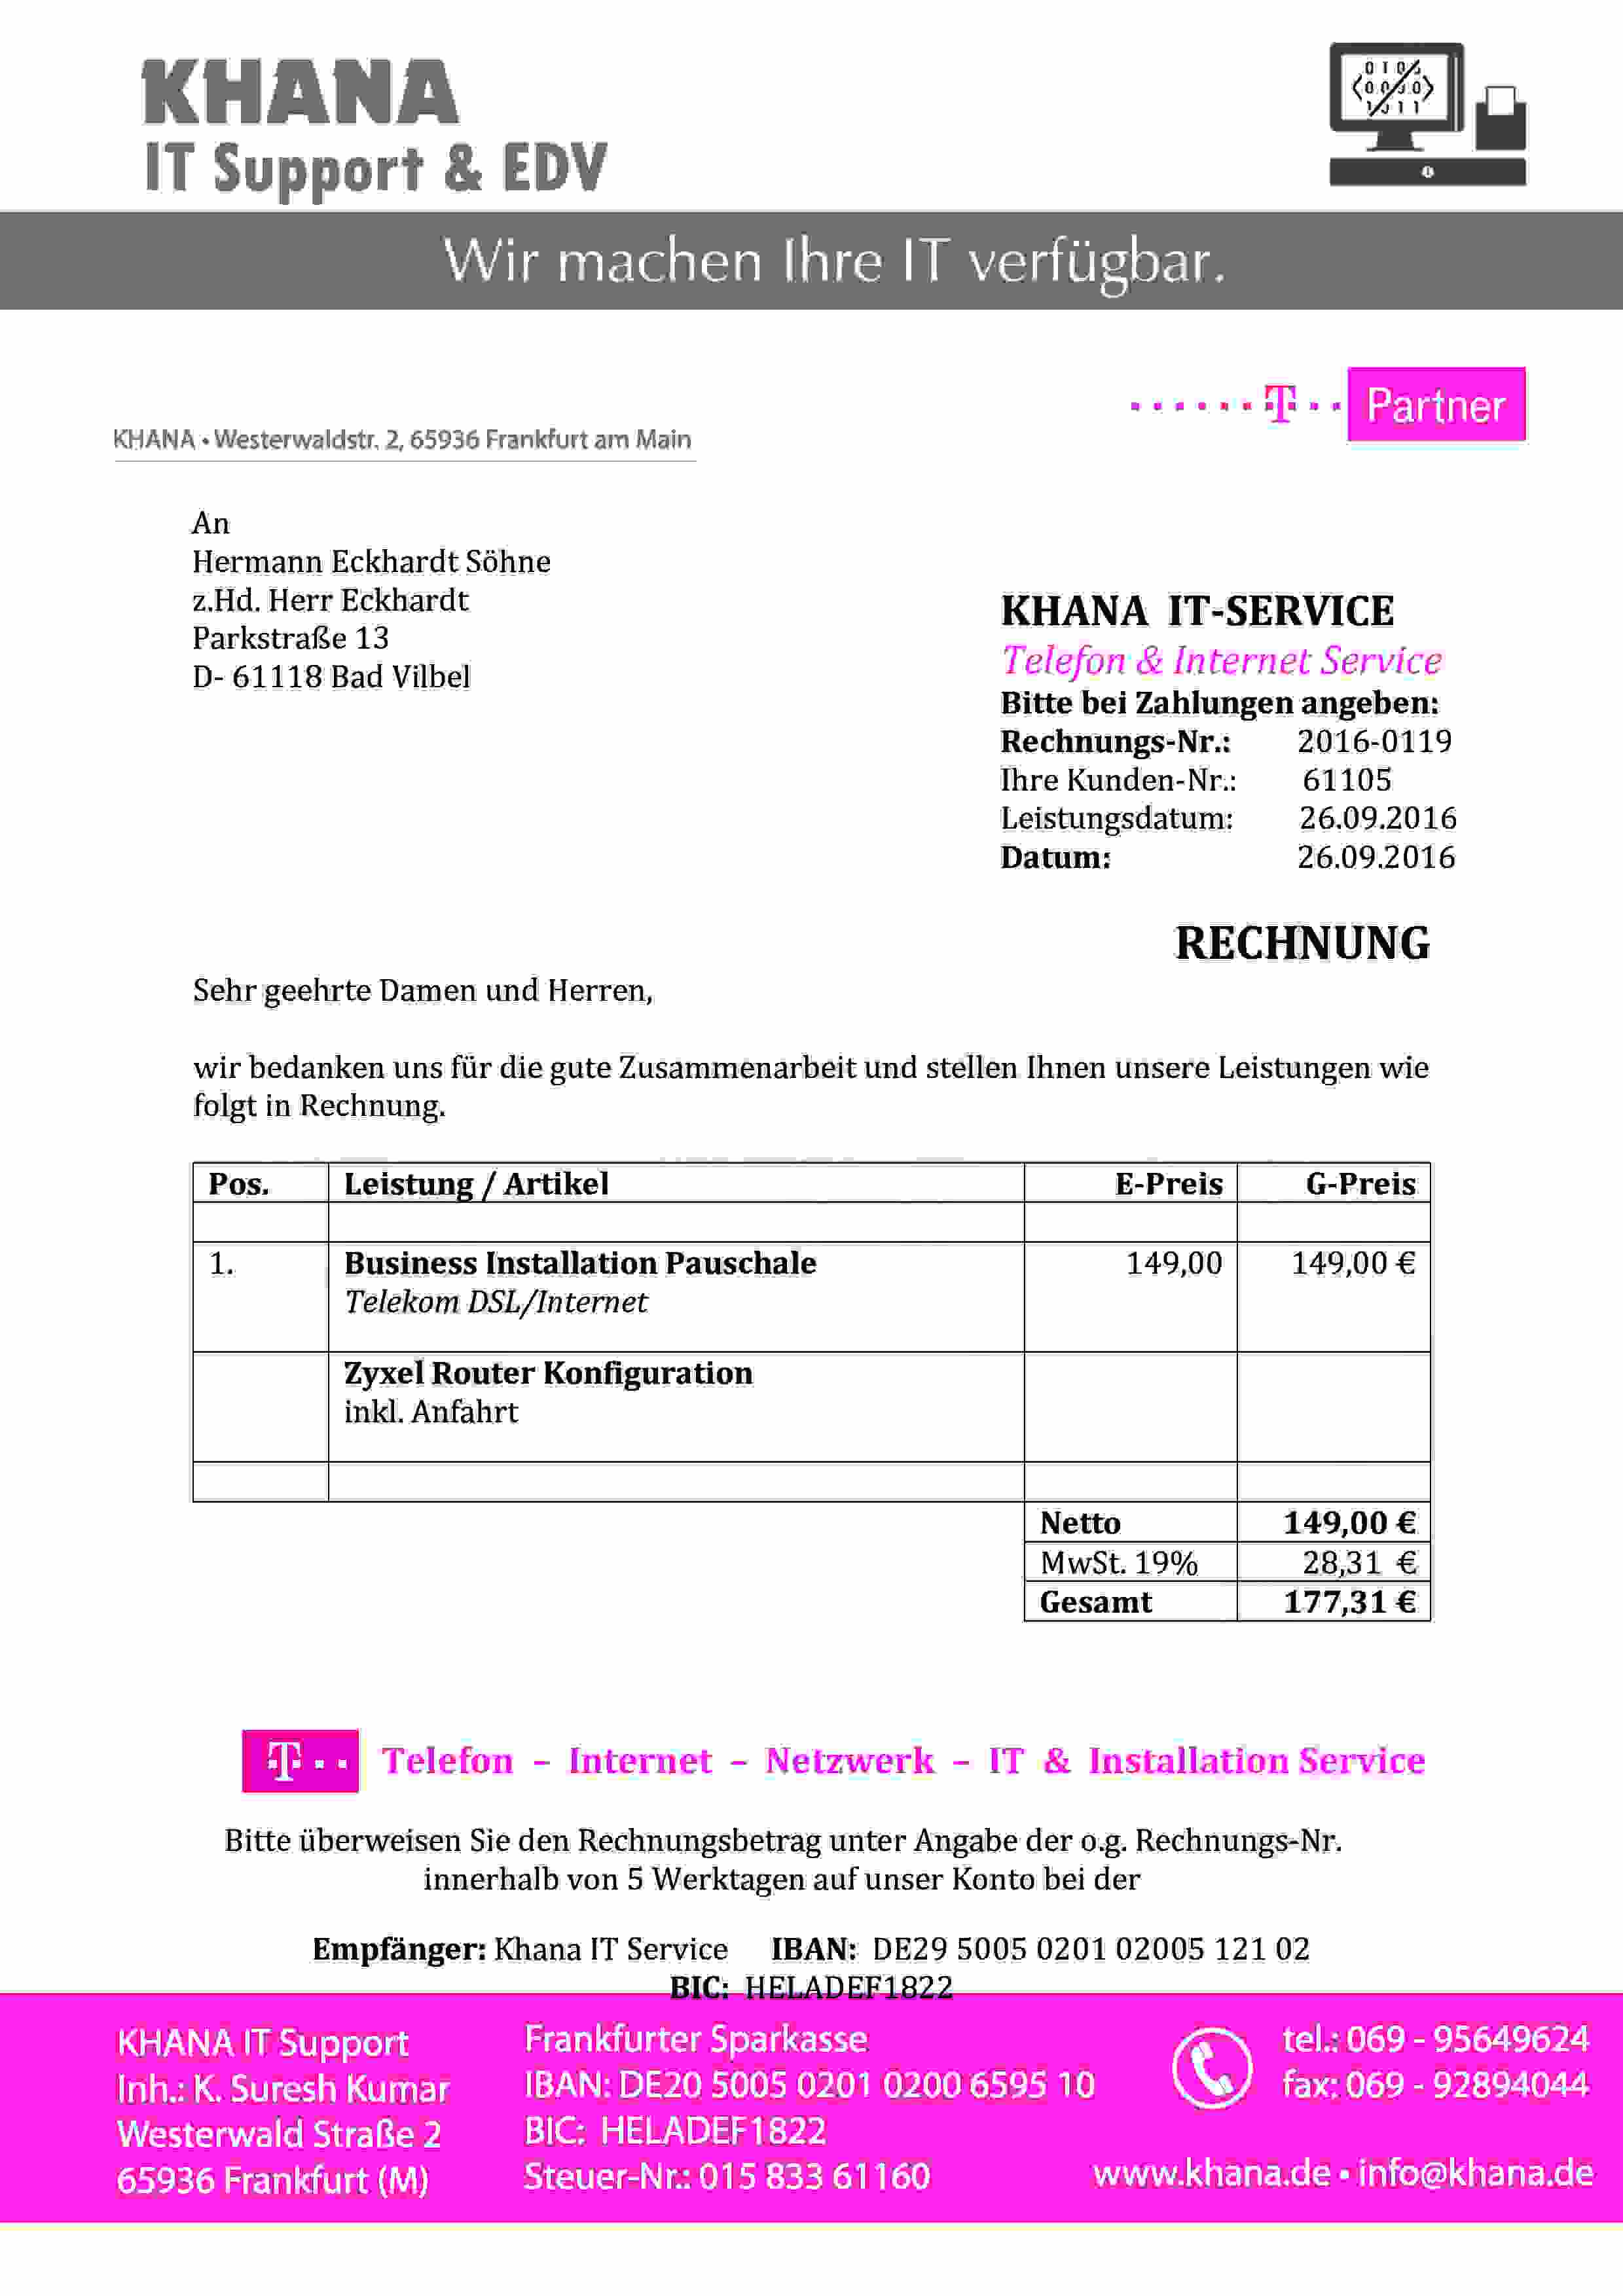 KHANA
IT Support & EDV
Wir machen Ihre IT verfügbar.
T Partner
KHANA • Westerwaldstr. 2, 65936 Frankfurt am Main
An
Hermann Eckhardt Söhne
z.Hd. Herr Eckhardt
Parkstraße 13
D- 61118 Bad Vilbel
KHANA IT-SERVICE
Telefon & Internet Service
Bitte bei Zahlungen angeben:
Rechnungs-Nr.: 2016-0119
Ihre Kunden-Nr.: 61105
Leistungsdatum: 26.09.2016
Datum: 26.09.2016
RECHNUNG
Sehr geehrte Damen und Herren,
wir bedanken uns für die gute Zusammenarbeit und stellen Ihnen unsere Leistungen wie
folgt in Rechnung.
Pos. Leistung / Artikel E-Preis G-Preis
1. Business Installation Pauschale 149,00 149,00 €
Telekom DSL/Internet
Zyxel Router Konfiguration
inkl. Anfahrt
Netto 149,00 €
MwSt. 19% 28,31 €
Gesamt 177,31 €
T Telefon – Internet – Netzwerk – IT & Installation Service
Bitte überweisen Sie den Rechnungsbetrag unter Angabe der o.g. Rechnungs-Nr.
innerhalb von 5 Werktagen auf unser Konto bei der
Empfänger: Khana IT Service IBAN: DE29 5005 0201 02005 121 02
BIC: HELADEF1822
KHANA IT Support
Inh.: K. Suresh Kumar
Westerwald Straße 2
65936 Frankfurt (M)
Frankfurter Sparkasse
IBAN: DE20 5005 0201 0200 6595 10
BIC: HELADEF1822
Steuer-Nr.: 015 833 61160
tel.: 069 - 95649624
fax: 069 - 92894044
www.khana.de • info@khana.de